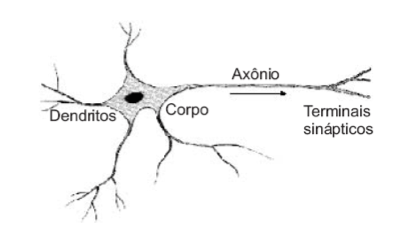 Axônio
Dendritos
Corpo
Terminais
sinápticos